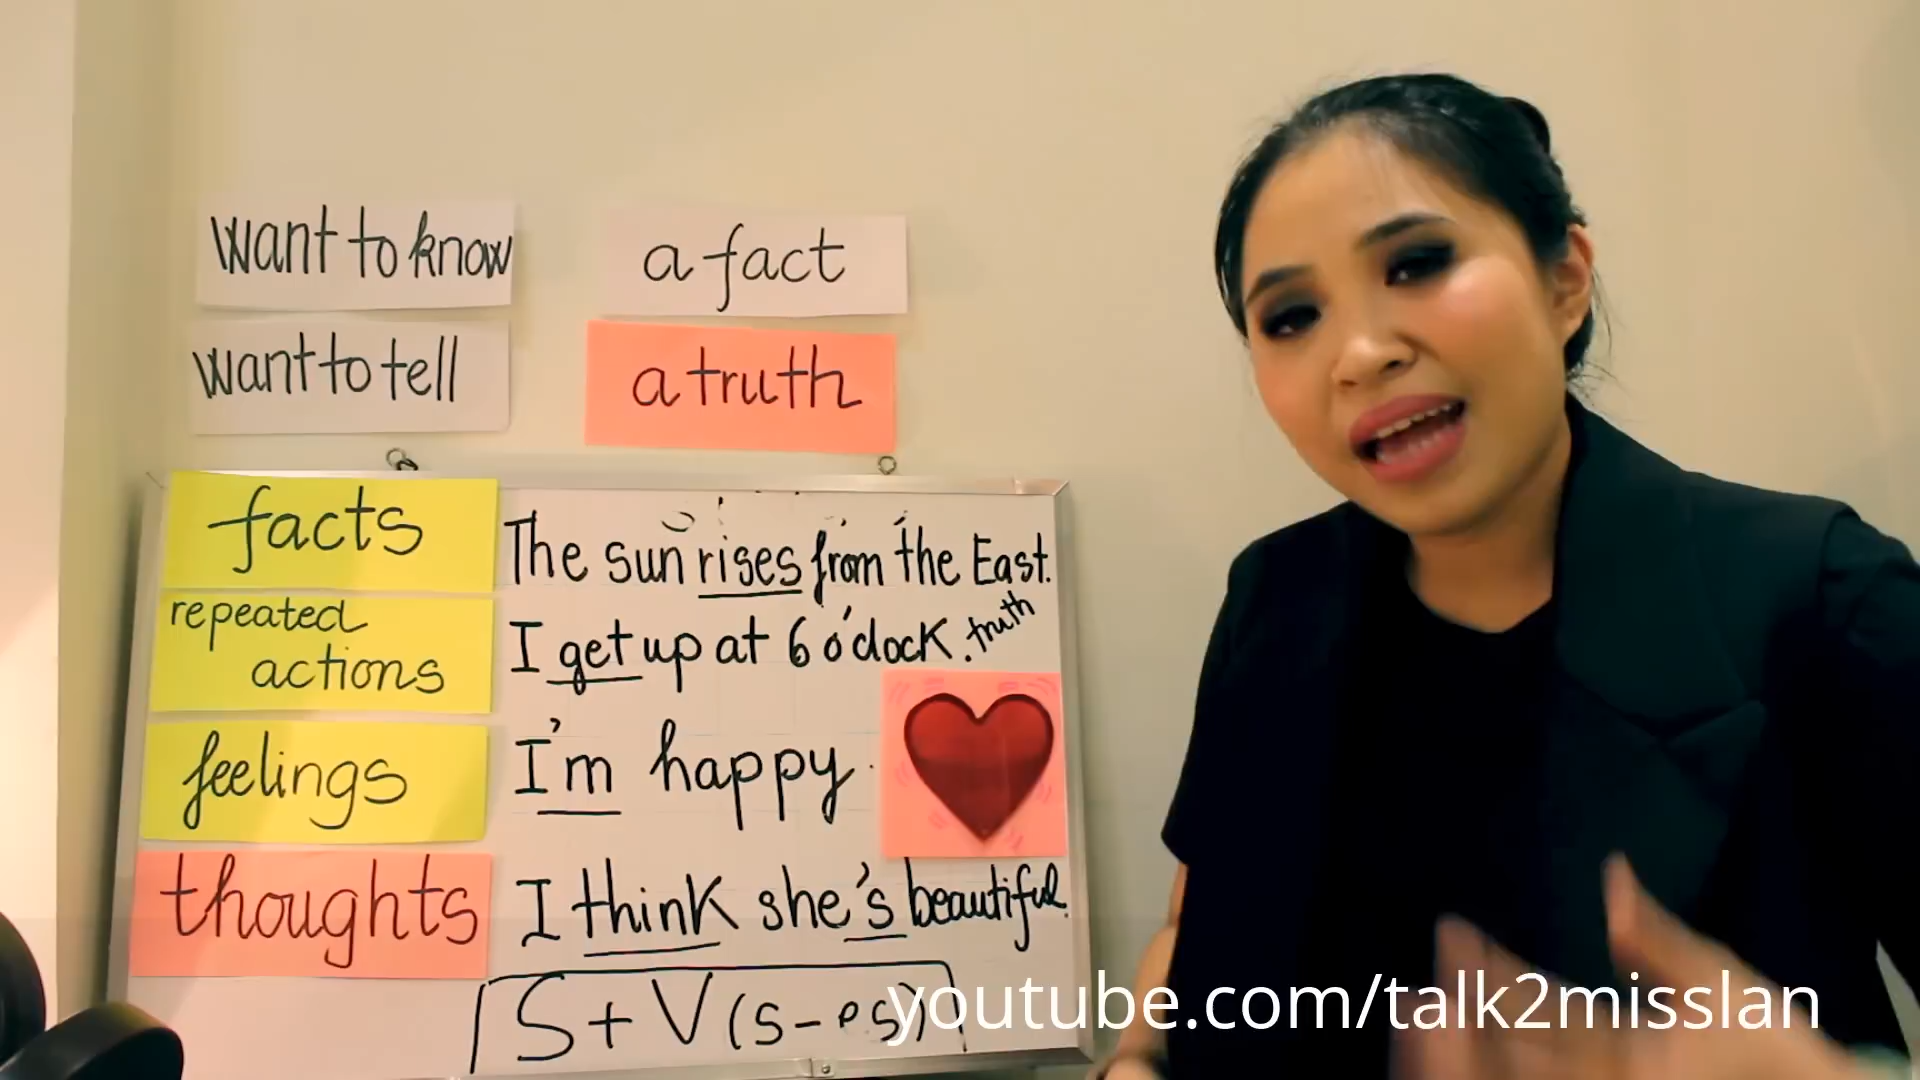 want to know
a fact
want to tell
a truth
facts
The sun rises from the East.
repeated
actions
I get up at 6 o'clock. truth
feelings
I'm happy.
thoughts
I think she's beautiful.
S + V (s-es)
youtube.com/talk2misslan